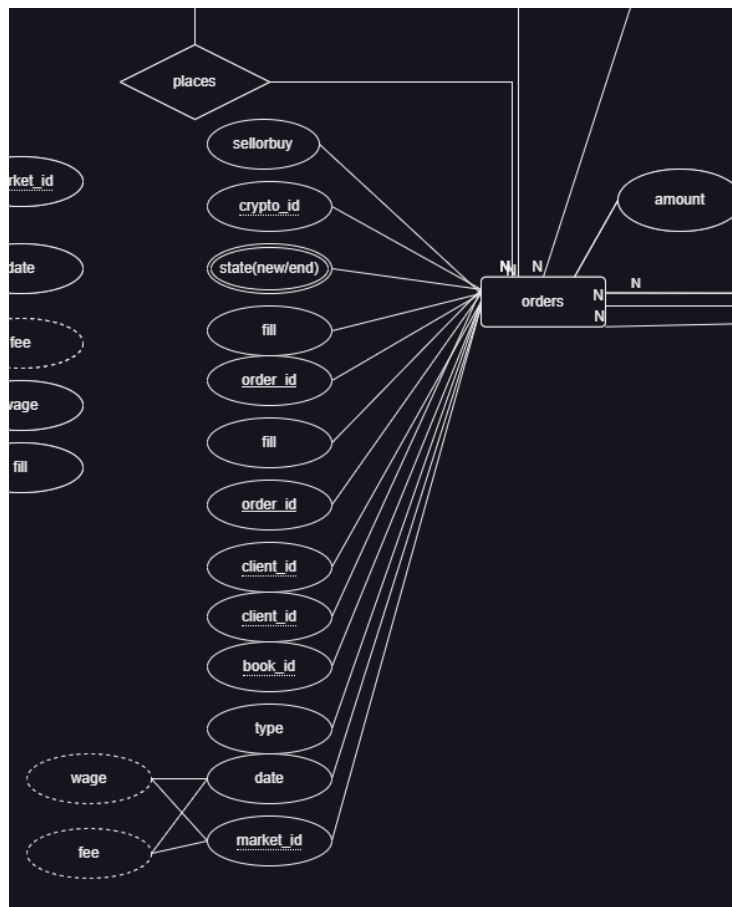 places
sellorbuy
rket_id
crypto_id
amount
date
state(new/end)
N
N
N
N
orders
N
N
fill
fee
order_id
wage
fill
fill
order_id
client_id
client_id
book_id
type
wage
date
fee
market_id